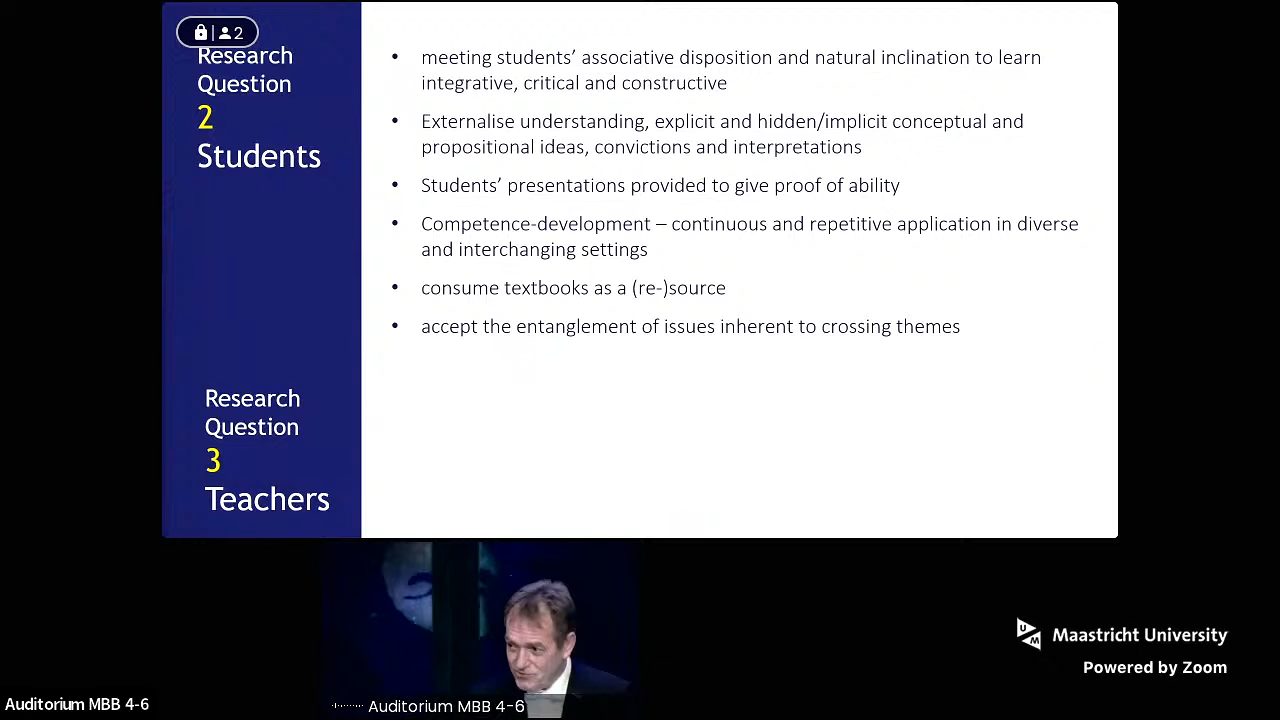 2
Research
Question
2
Students
• meeting students’ associative disposition and natural inclination to learn
integrative, critical and constructive
• Externalise understanding, explicit and hidden/implicit conceptual and
propositional ideas, convictions and interpretations
• Students’ presentations provided to give proof of ability
• Competence-development – continuous and repetitive application in diverse
and interchanging settings
• consume textbooks as a (re-)source
• accept the entanglement of issues inherent to crossing themes
Research
Question
3
Teachers
UM
Maastricht University
Powered by Zoom
Auditorium MBB 4-6
Auditorium MBB 4-6